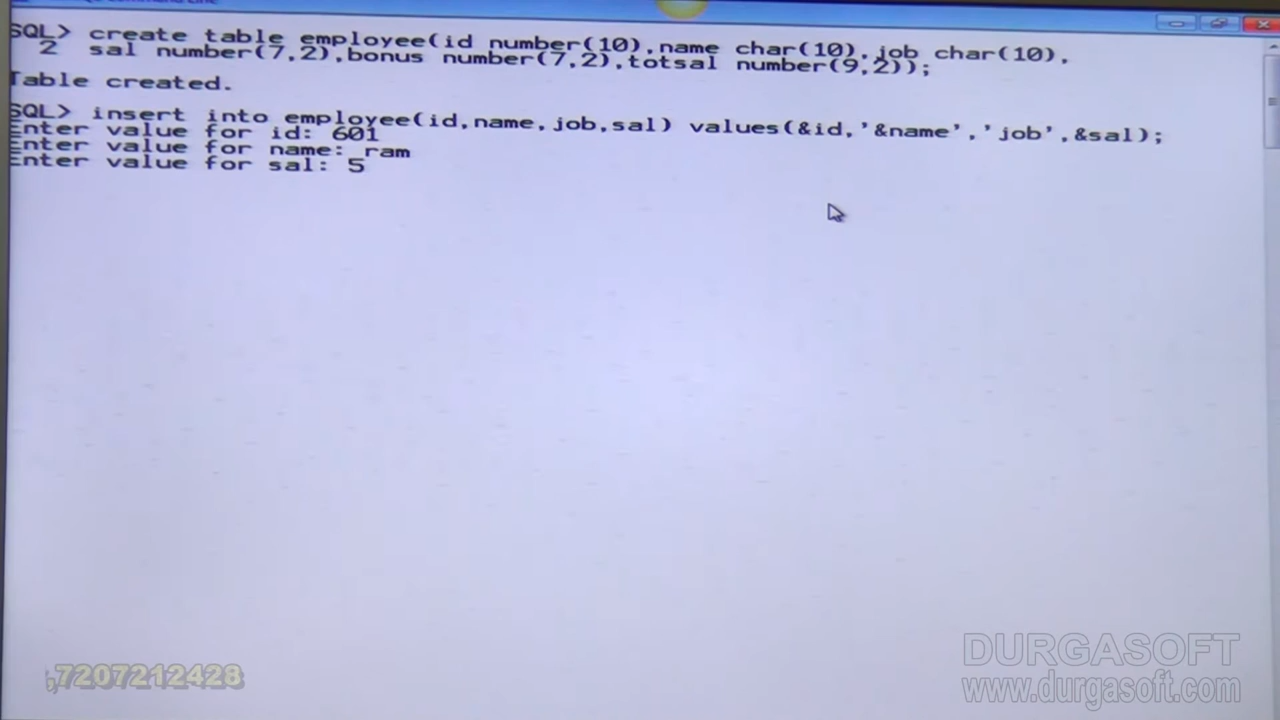 SQL> create table employee(id number(10),name char(10),job char(10),
2 sal number(7,2),bonus number(7,2),totsal number(9,2));
Table created.
SQL> insert into employee(id,name,job,sal) values(&id,'&name','job',&sal);
Enter value for id: 601
Enter value for name: ram
Enter value for sal: 5
,7207212428
DURGASOFT
www.durgasoft.com